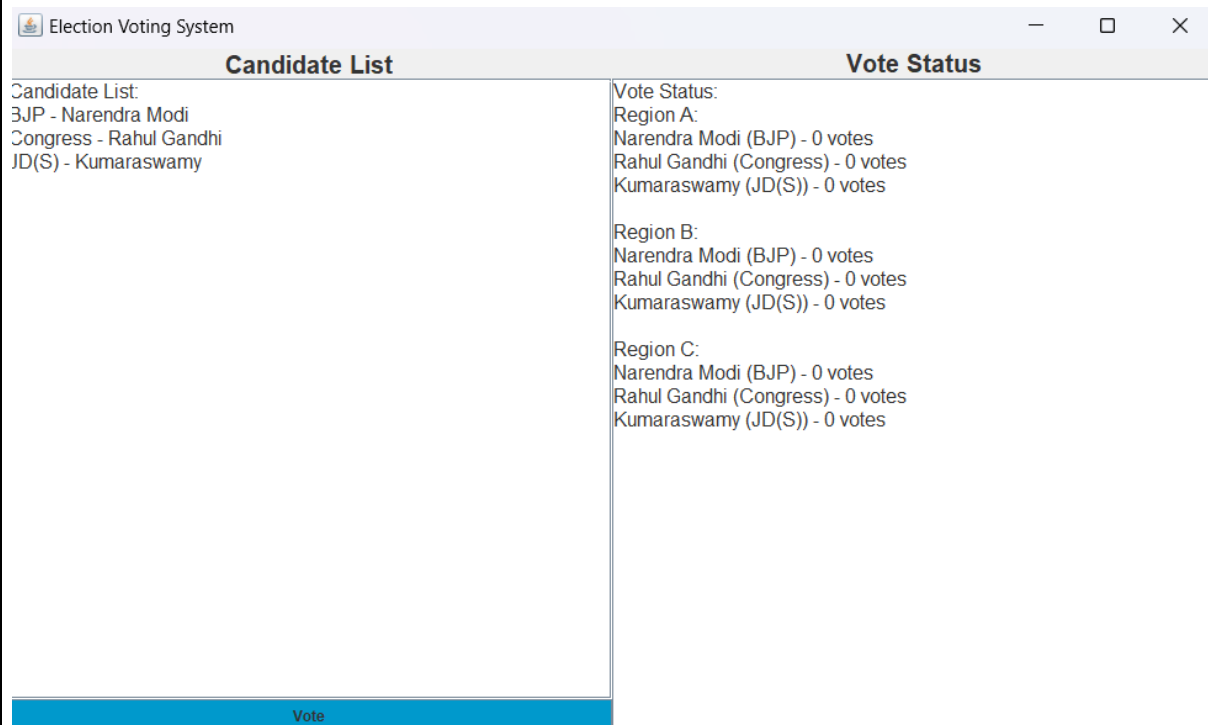 Election Voting System
Candidate List
Candidate List:
BJP - Narendra Modi
Congress - Rahul Gandhi
JD(S) - Kumaraswamy
Vote
Vote Status
Vote Status:
Region A:
Narendra Modi (BJP) - 0 votes
Rahul Gandhi (Congress) - 0 votes
Kumaraswamy (JD(S)) - 0 votes
Region B:
Narendra Modi (BJP) - 0 votes
Rahul Gandhi (Congress) - 0 votes
Kumaraswamy (JD(S)) - 0 votes
Region C:
Narendra Modi (BJP) - 0 votes
Rahul Gandhi (Congress) - 0 votes
Kumaraswamy (JD(S)) - 0 votes